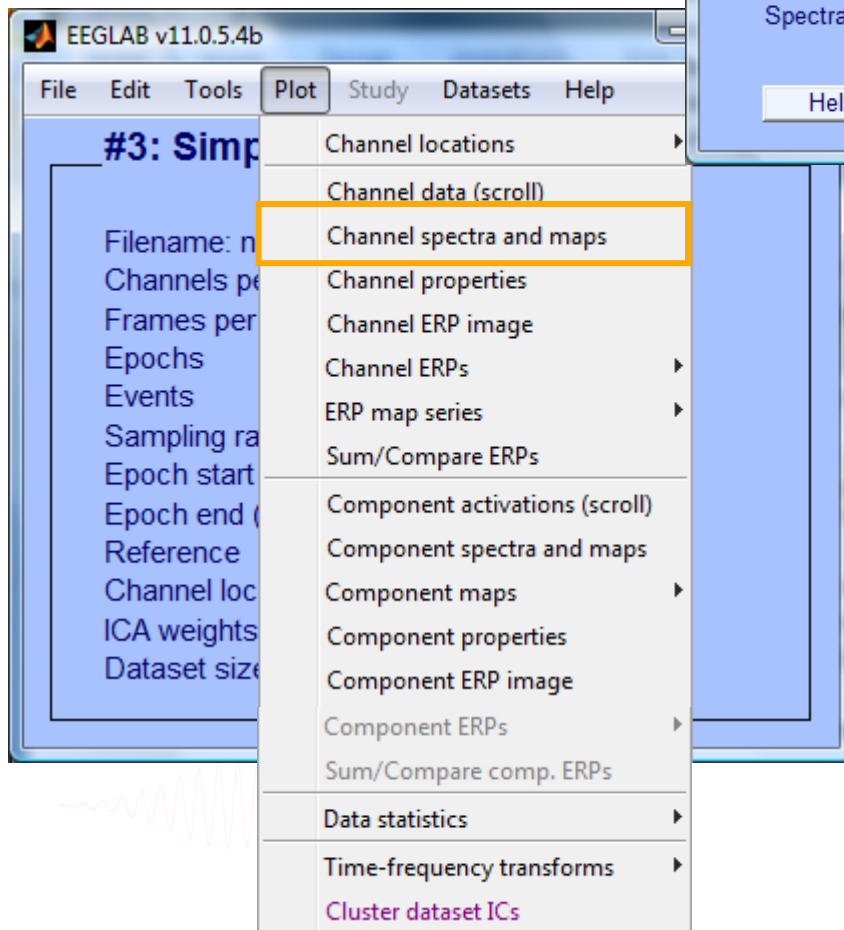 EEGLAB v11.0.5.4b
Spectra
Hel
File Edit Tools Plot Study Datasets Help
#3: Simp
Filename: n
Channels pe
Frames per
Epochs
Events
Sampling ra
Epoch start
Epoch end (
Reference
Channel loc
ICA weights
Dataset size
Channel locations
Channel data (scroll)
Channel spectra and maps
Channel properties
Channel ERP image
Channel ERPs
ERP map series
Sum/Compare ERPs
Component activations (scroll)
Component spectra and maps
Component maps
Component properties
Component ERP image
Component ERPs
Sum/Compare comp. ERPs
Data statistics
Time-frequency transforms
Cluster dataset ICs